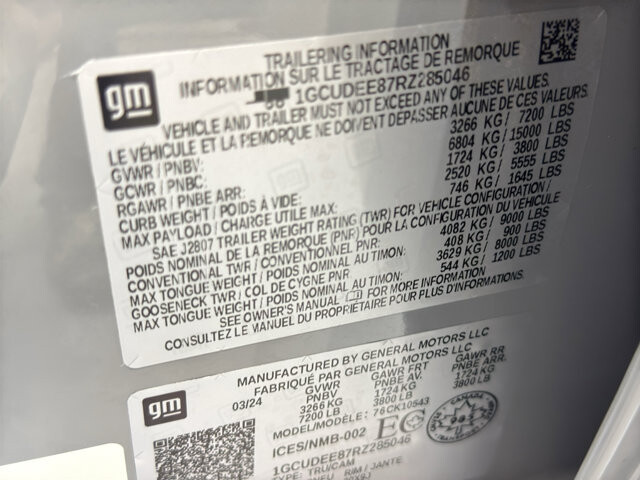 gm
TRAILERING INFORMATION
INFORMATION SUR LE TRACTAGE DE REMORQUE
1GCUDEE87RZ285046
VEHICLE AND TRAILER MUST NOT EXCEED ANY OF THESE VALUES.
LE VÉHICULE ET LA REMORQUE NE DOIVENT DÉPASSER AUCUNE DE CES VALEURS.
GVWR / PNBV: 3266 KG / 7200 LBS
GCWR / PNBC: 6804 KG / 15000 LBS
RGAWR / PNBE ARR: 1724 KG / 3800 LBS
CURB WEIGHT / POIDS À VIDE: 2520 KG / 5555 LBS
MAX PAYLOAD / CHARGE UTILE MAX: 746 KG / 1645 LBS
SAE J2807 TRAILER WEIGHT RATING (TWR) FOR VEHICLE CONFIGURATION /
POIDS NOMINAL DE LA REMORQUE (PNR) POUR LA CONFIGURATION DU VÉHICULE
CONVENTIONAL TWR / CONVENTIONNEL PNR: 4082 KG / 9000 LBS
MAX TONGUE WEIGHT / POIDS NOMINAL AU TIMON: 408 KG / 900 LBS
GOOSENECK TWR / COL DE CYGNE PNR: 3629 KG / 8000 LBS
MAX TONGUE WEIGHT / POIDS NOMINAL AU TIMON: 544 KG / 1200 LBS
SEE OWNER'S MANUAL FOR MORE INFORMATION
CONSULTEZ LE MANUEL DU PROPRIÉTAIRE POUR PLUS D'INFORMATIONS.
gm
MANUFACTURED BY GENERAL MOTORS LLC
FABRIQUÉ PAR GENERAL MOTORS LLC
03/24 GVWR GAWR FRT GAWR RR
PNBV PNBE AV. PNBE ARR.
3266 KG 1724 KG 1724 KG
7200 LB 3800 LB 3800 LB
MODEL/MODÈLE: 76CK10543
ICES/NMB-002 EC
CANADA
1GCUDEE87RZ285046
TYPE: TRU/CAM
RIM / JANTE